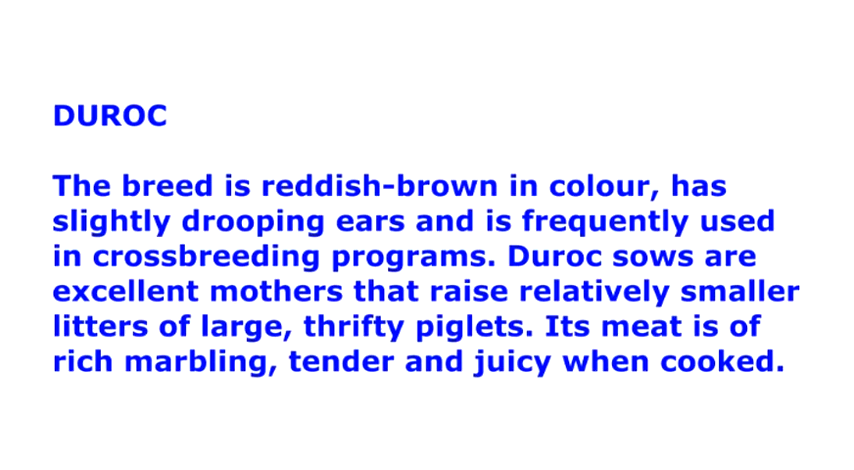 DUROC
The breed is reddish-brown in colour, has
slightly drooping ears and is frequently used
in crossbreeding programs. Duroc sows are
excellent mothers that raise relatively smaller
litters of large, thrifty piglets. Its meat is of
rich marbling, tender and juicy when cooked.